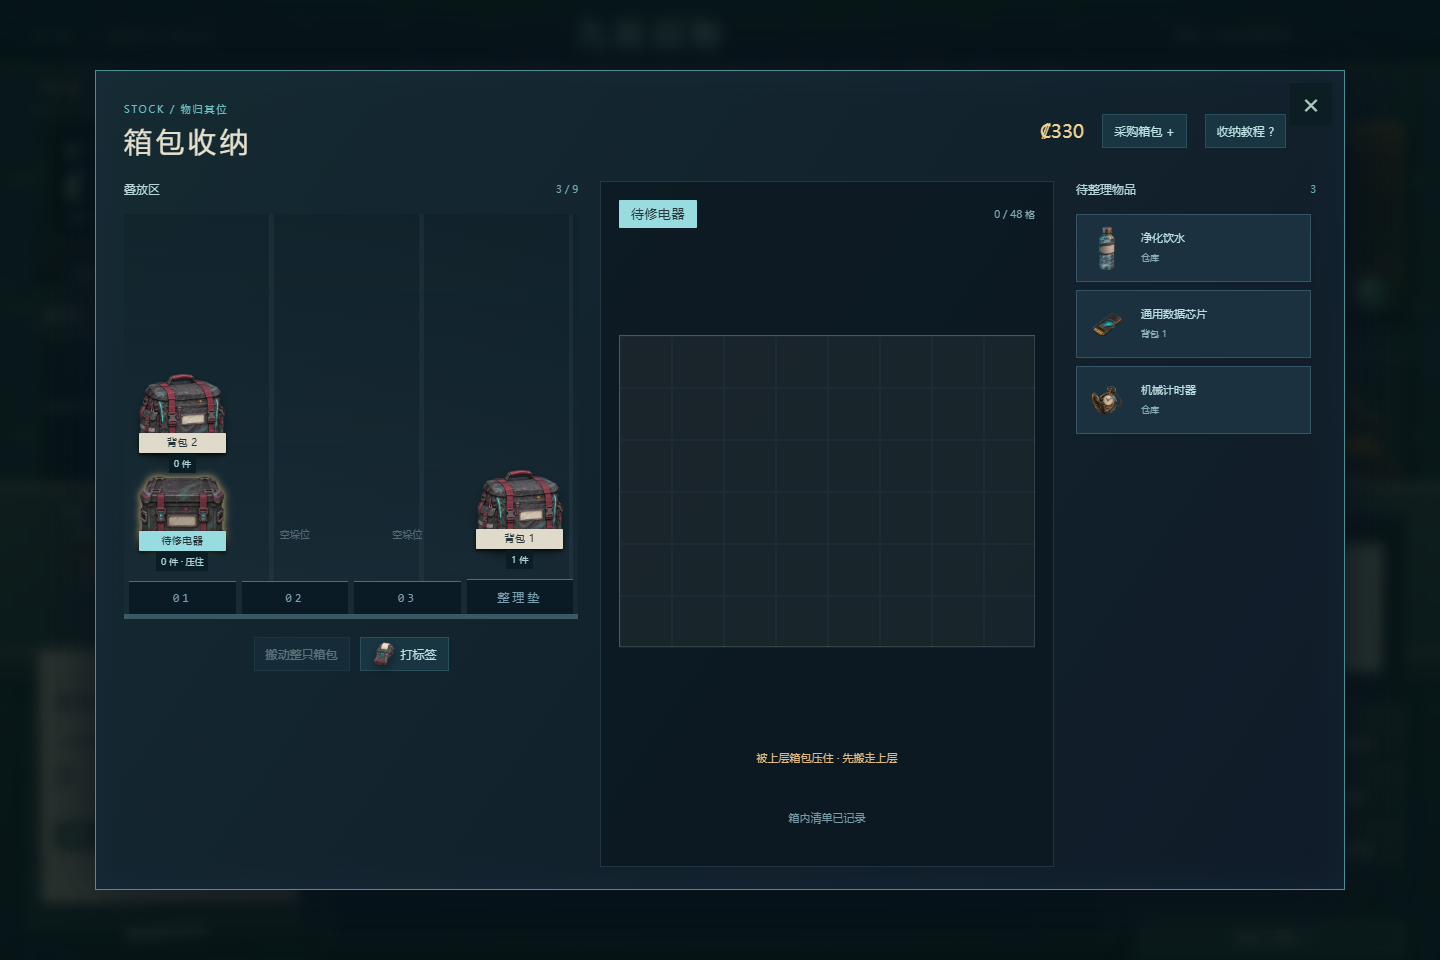 STOCK / 物归其位
箱包收纳
₡330
采购箱包 +
收纳教程 ?
×
叠放区
3 / 9
背包 2
0 件
待修电器
0 件 · 压住
空垛位
空垛位
背包 1
1 件
01
02
03
整理垫
搬动整只箱包
打标签
待修电器
0 / 48 格
被上层箱包压住 · 先搬走上层
箱内清单已记录
待整理物品
3
净化饮水
仓库
通用数据芯片
背包 1
机械计时器
仓库